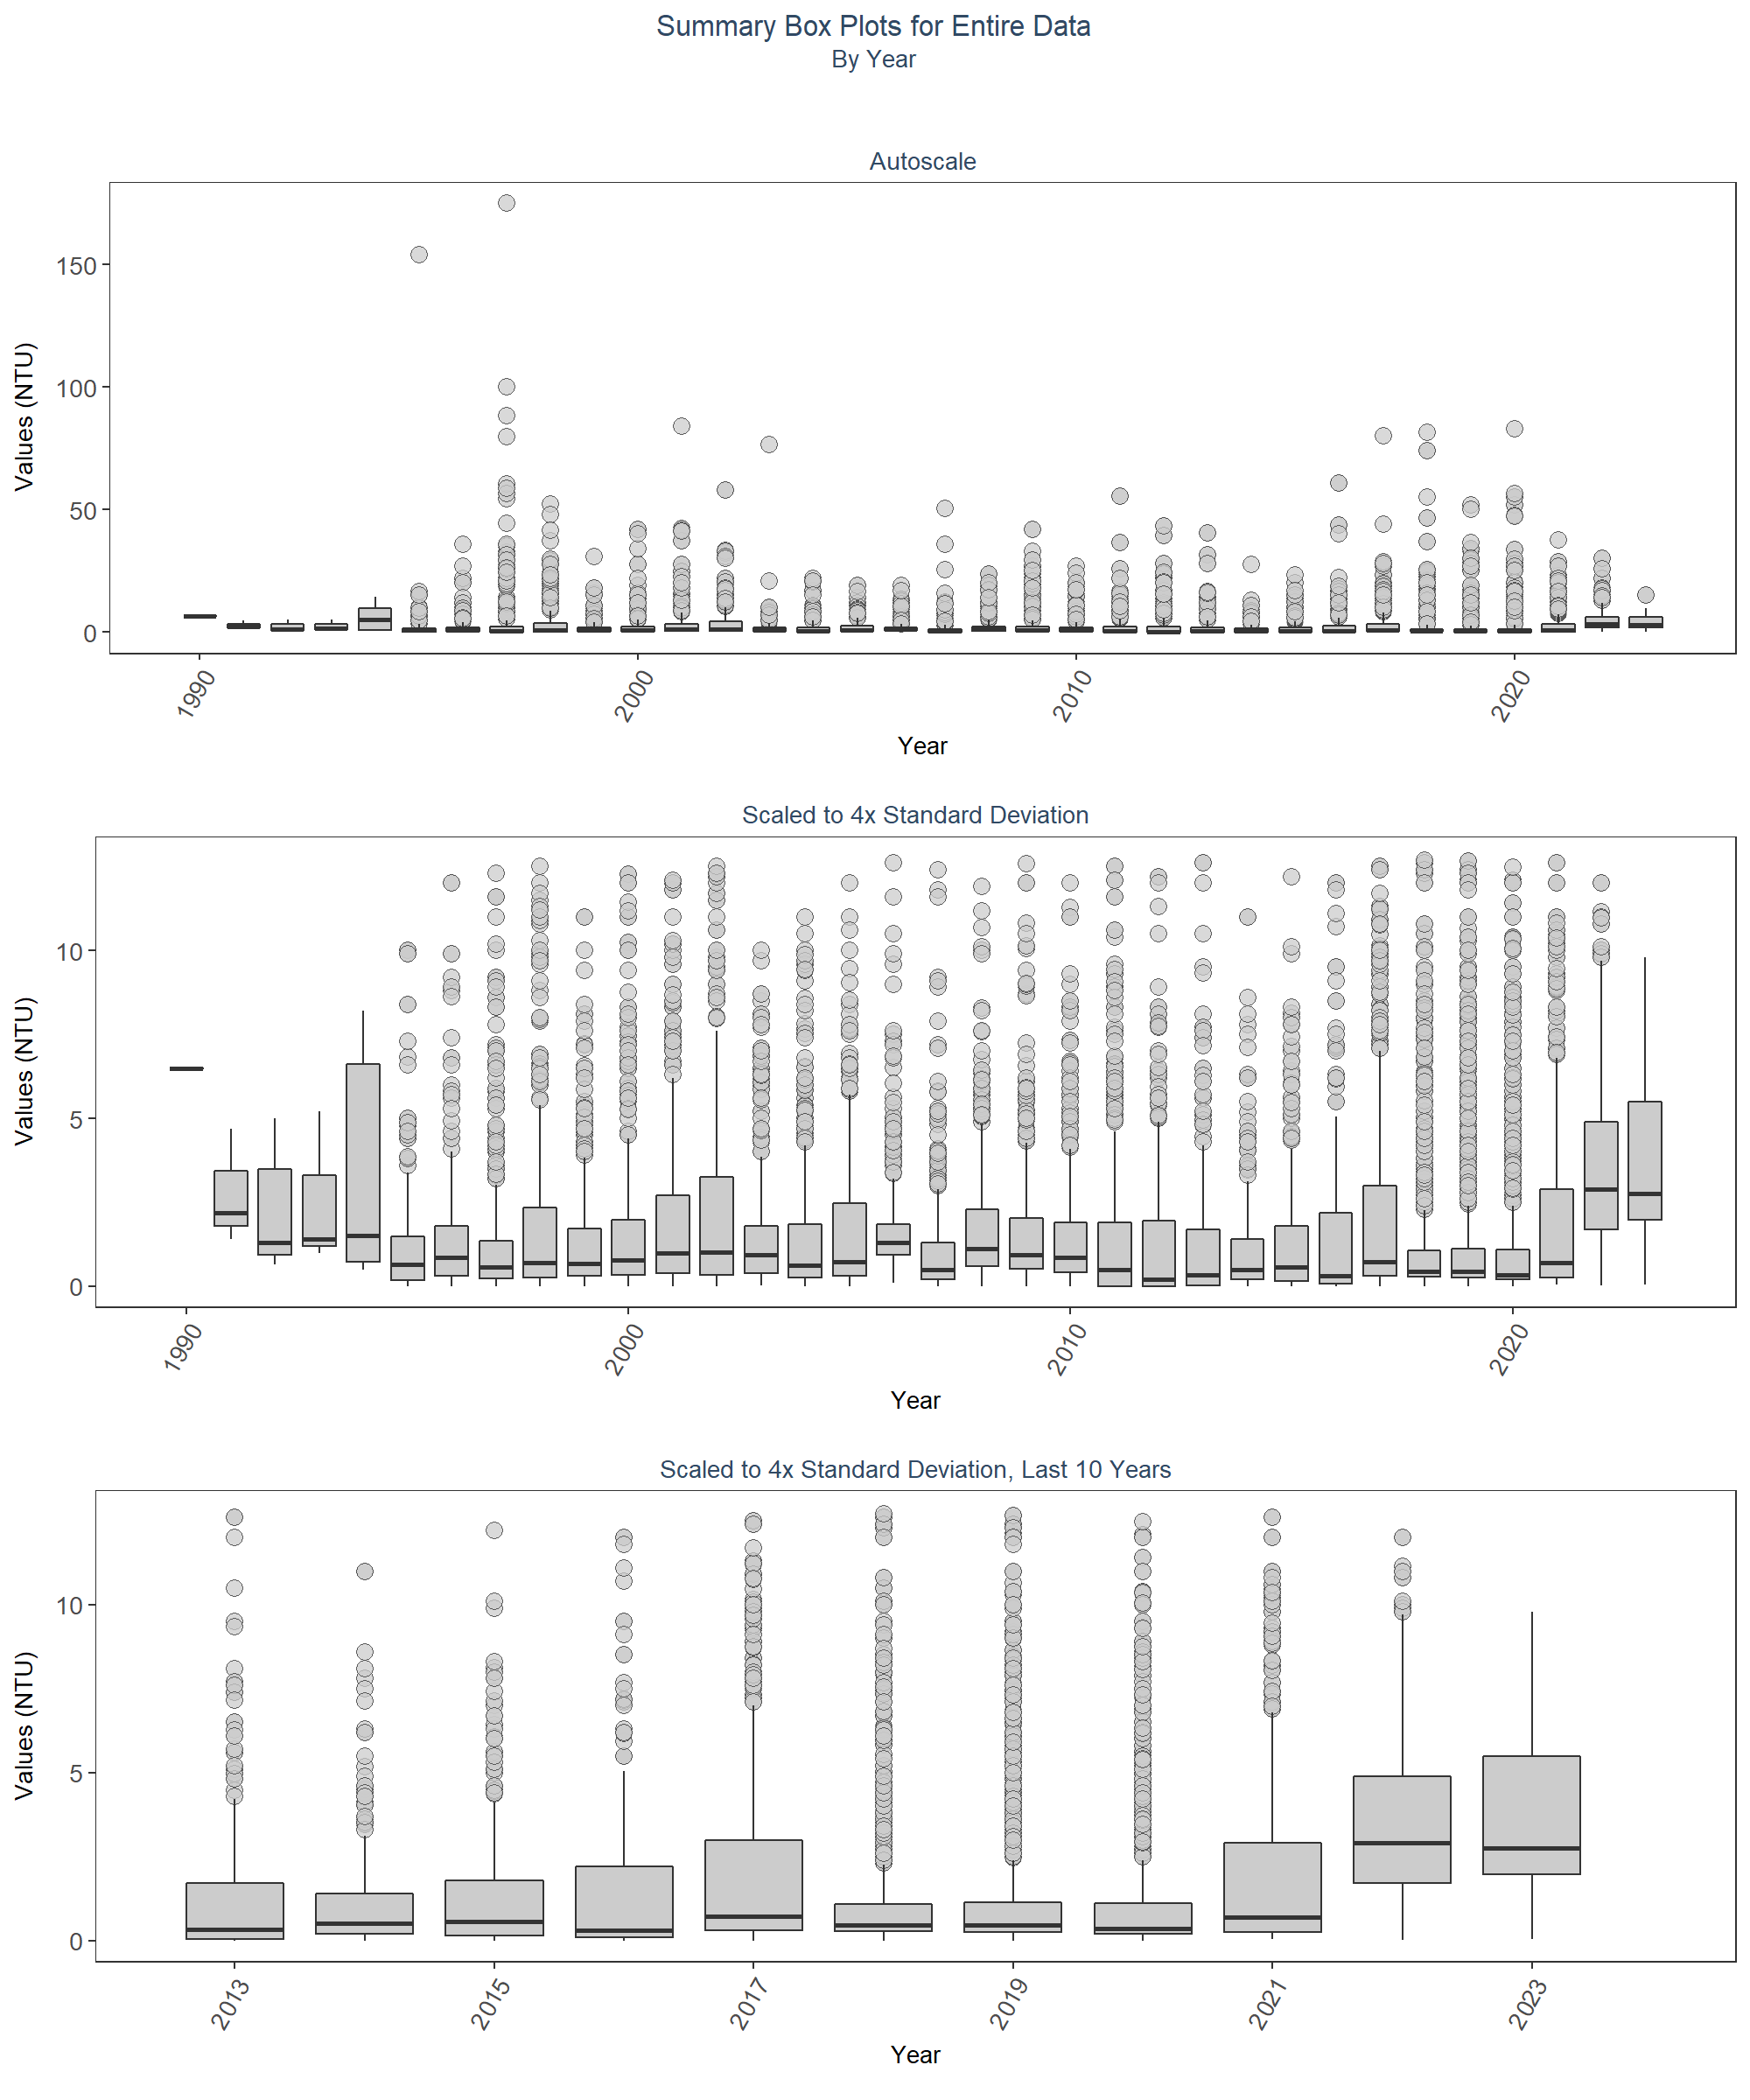 Summary Box Plots for Entire Data
By Year
Autoscale
Values (NTU)
150
100
50
0
1990
2000
2010
2020
Year
Scaled to 4x Standard Deviation
Values (NTU)
10
5
0
1990
2000
2010
2020
Year
Scaled to 4x Standard Deviation, Last 10 Years
Values (NTU)
10
5
0
2013
2015
2017
2019
2021
2023
Year